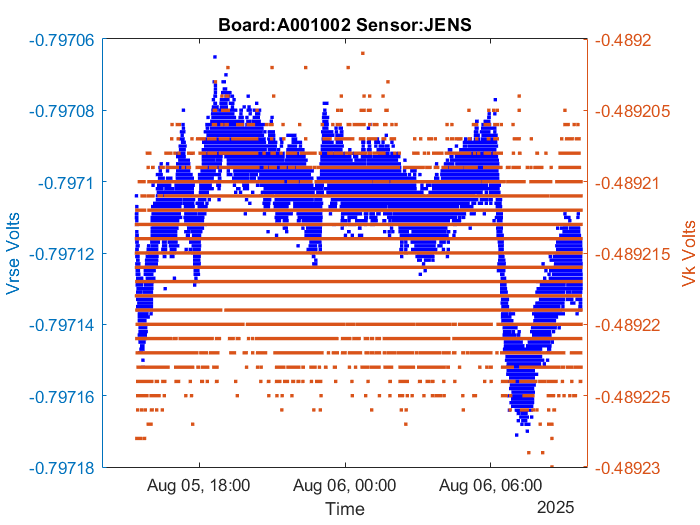 Board:A001002 Sensor:JENS
-0.79706
-0.79708
-0.7971
-0.79712
-0.79714
-0.79716
-0.79718
Vrse Volts
-0.4892
-0.489205
-0.48921
-0.489215
-0.48922
-0.489225
-0.48923
Vk Volts
Aug 05, 18:00
Aug 06, 00:00
Aug 06, 06:00
Time
2025